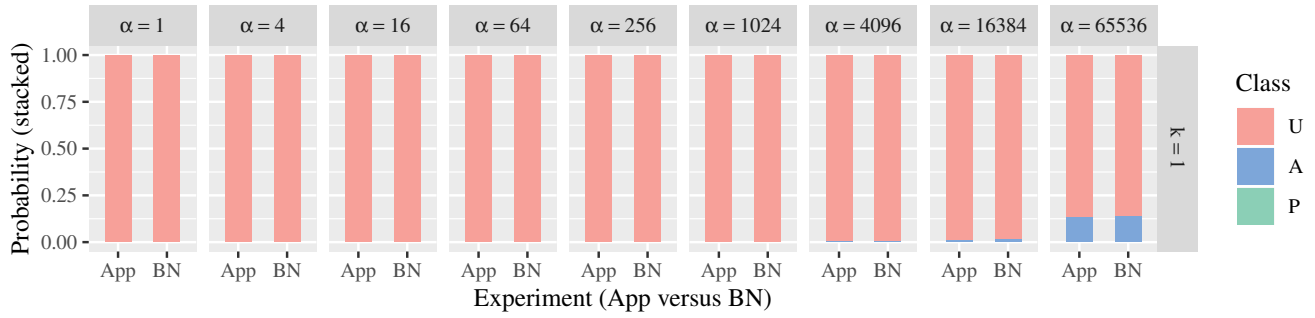 α = 1
α = 4
α = 16
α = 64
α = 256
α = 1024
α = 4096
α = 16384
α = 65536
Probability (stacked)
1.00
0.75
0.50
0.25
0.00
k = 1
App BN
App BN
App BN
App BN
App BN
App BN
App BN
App BN
App BN
Experiment (App versus BN)
Class
U
A
P